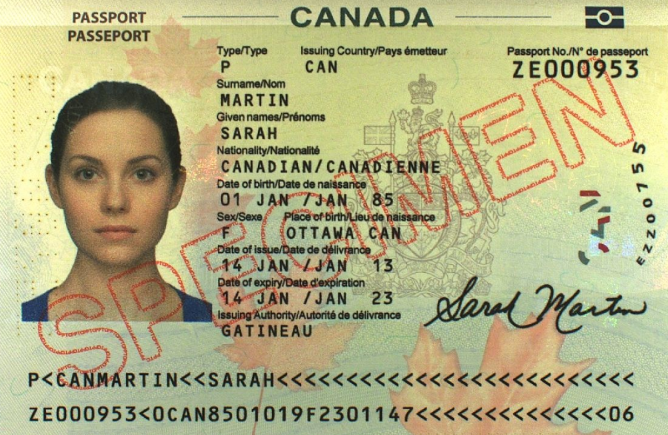 PASSPORT
PASSEPORT
CANADA
Type/Type Issuing Country/Pays émetteur Passport No./N° de passeport
P CAN ZE000953
Surname/Nom
MARTIN
Given names/Prénoms
SARAH
Nationality/Nationalité
CANADIAN/CANADIENNE
Date of birth/Date de naissance
01 JAN /JAN 85
Sex/Sexe Place of birth/Lieu de naissance
F OTTAWA CAN
Date of issue/Date de délivrance
14 JAN /JAN 13
Date of expiry/Date d'expiration
14 JAN /JAN 23
Issuing Authority/Autorité de délivrance
GATINEAU
SPECIMEN
EZZ00755
Sarah Martin
P<CANMARTIN<<SARAH<<<<<<<<<<<<<<<<<<<<<<<<<<
ZE000953<0CAN8501019F2301147<<<<<<<<<<<<<<06